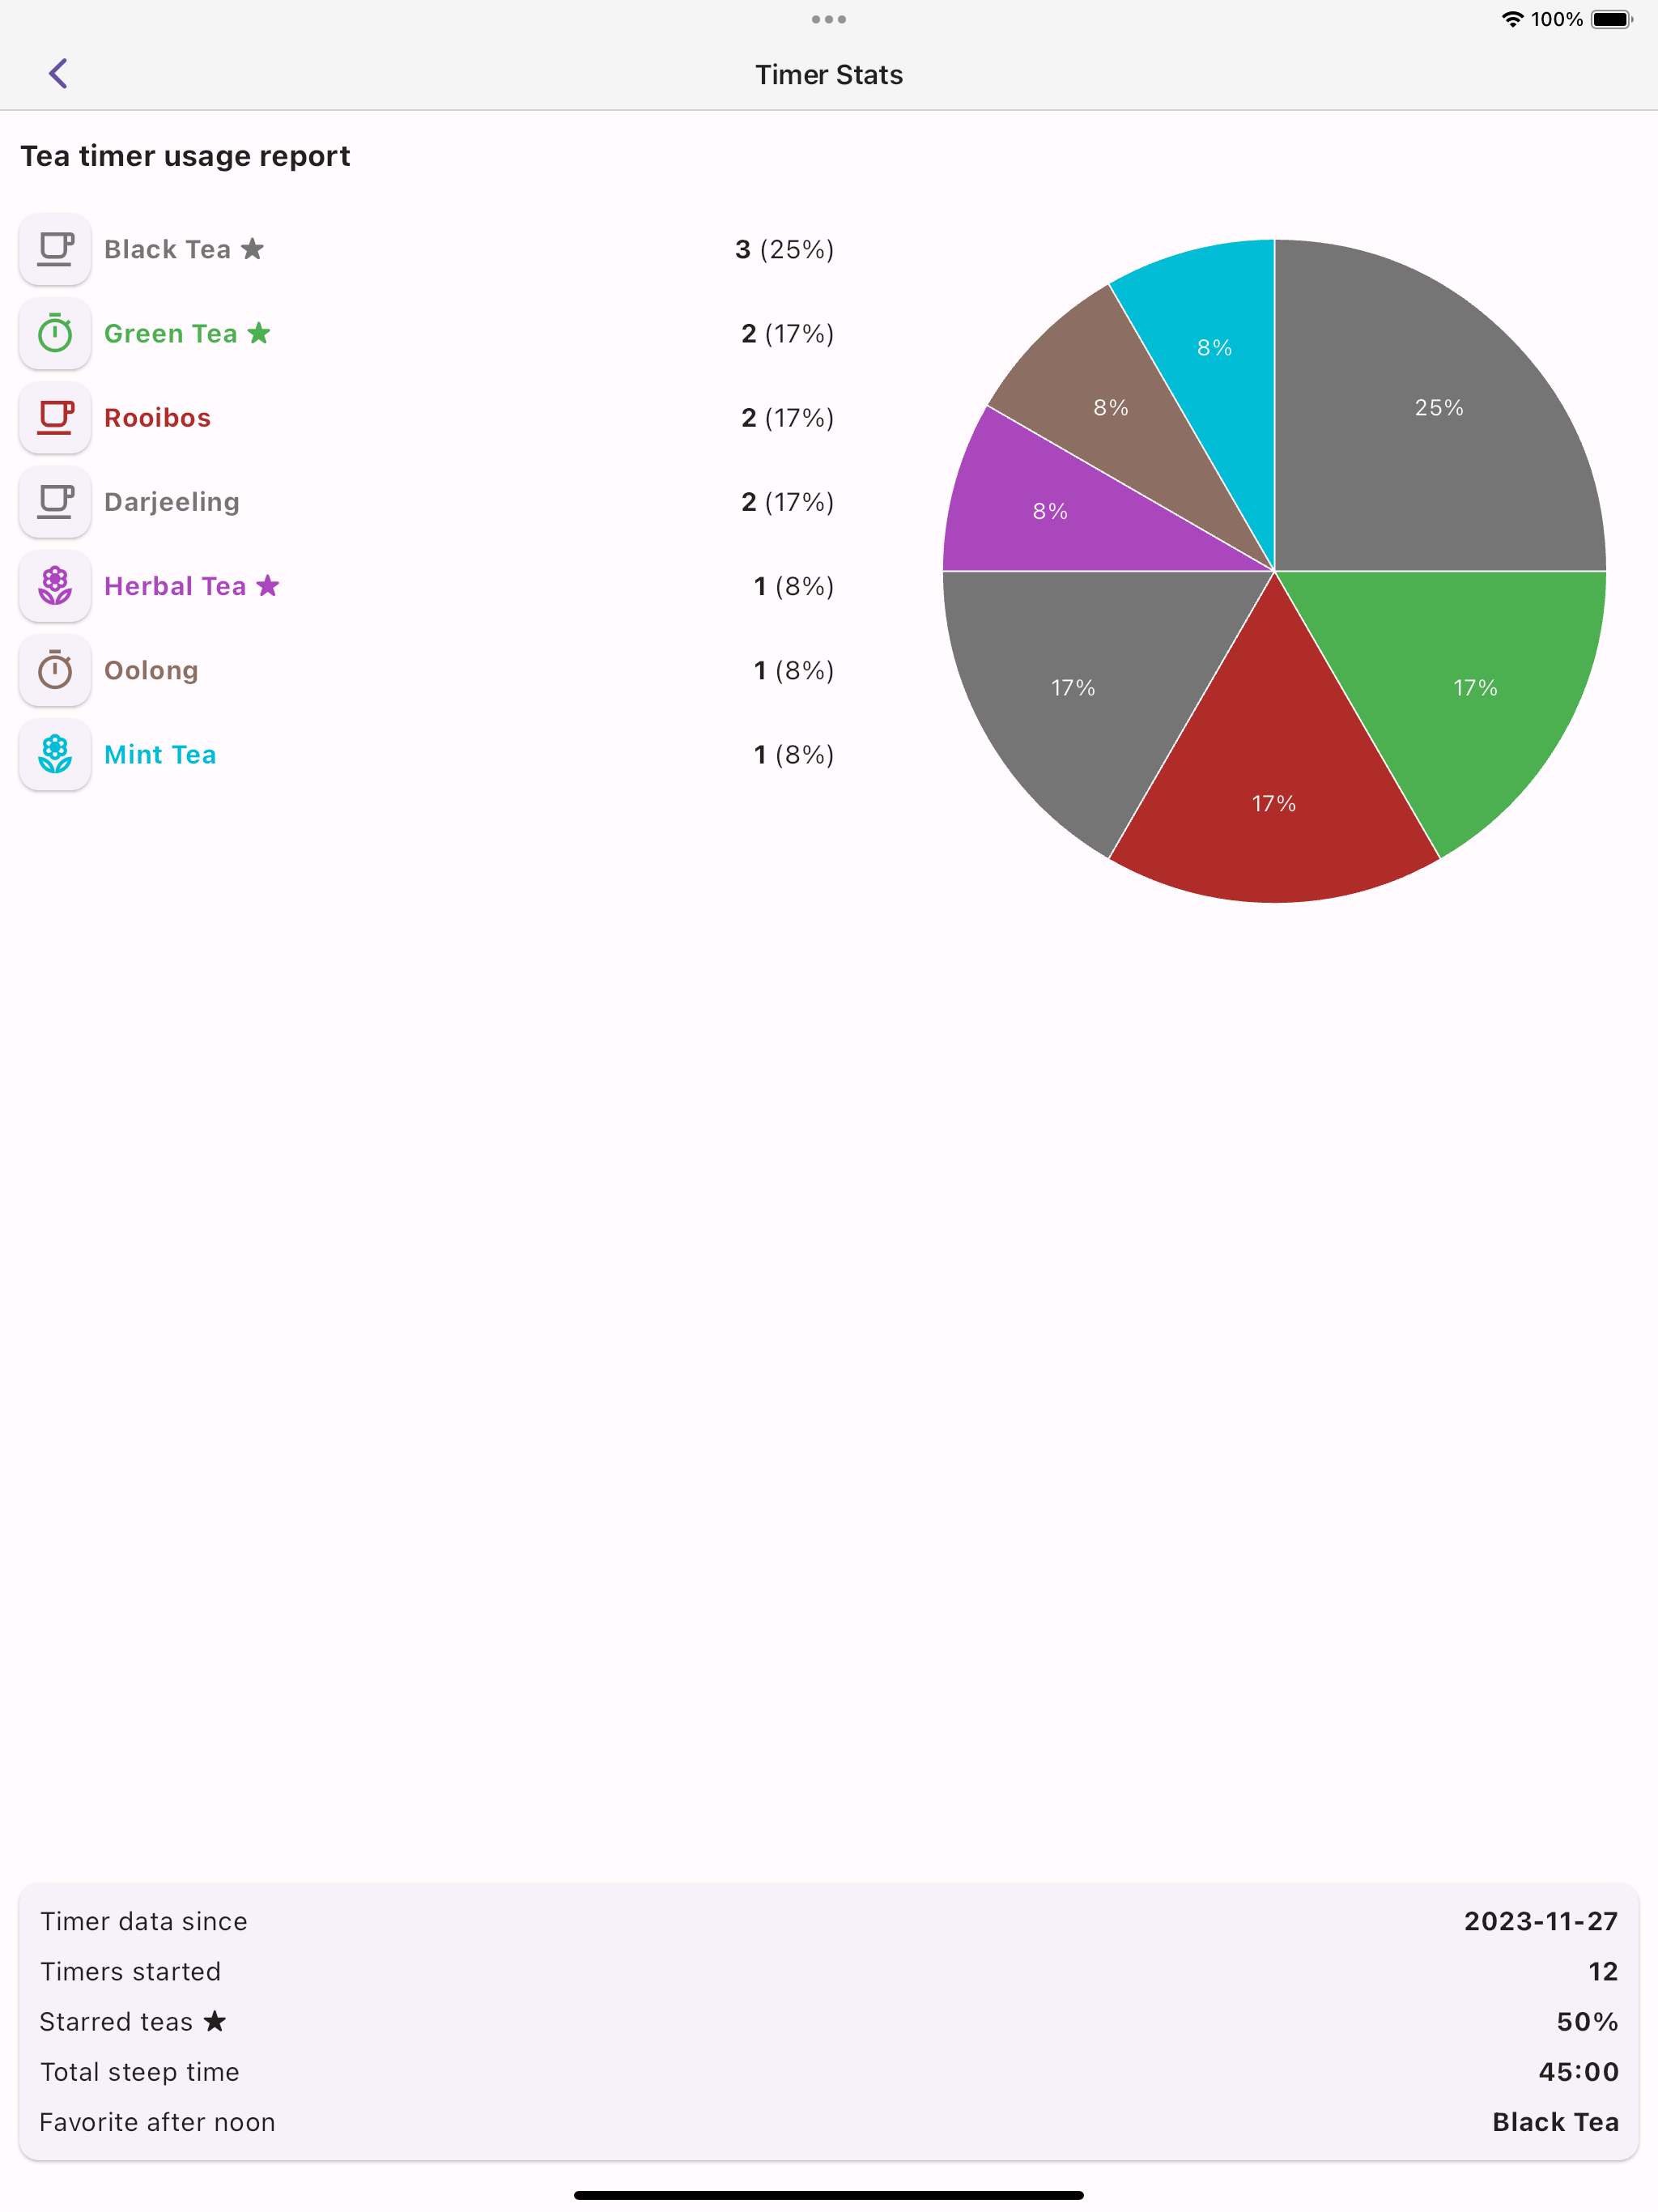 100%
Timer Stats
Tea timer usage report
Black Tea ★ 3 (25%)
Green Tea ★ 2 (17%)
Rooibos 2 (17%)
Darjeeling 2 (17%)
Herbal Tea ★ 1 (8%)
Oolong 1 (8%)
Mint Tea 1 (8%)
8%
8%
25%
8%
17%
17%
17%
Timer data since 2023-11-27
Timers started 12
Starred teas ★ 50%
Total steep time 45:00
Favorite after noon Black Tea